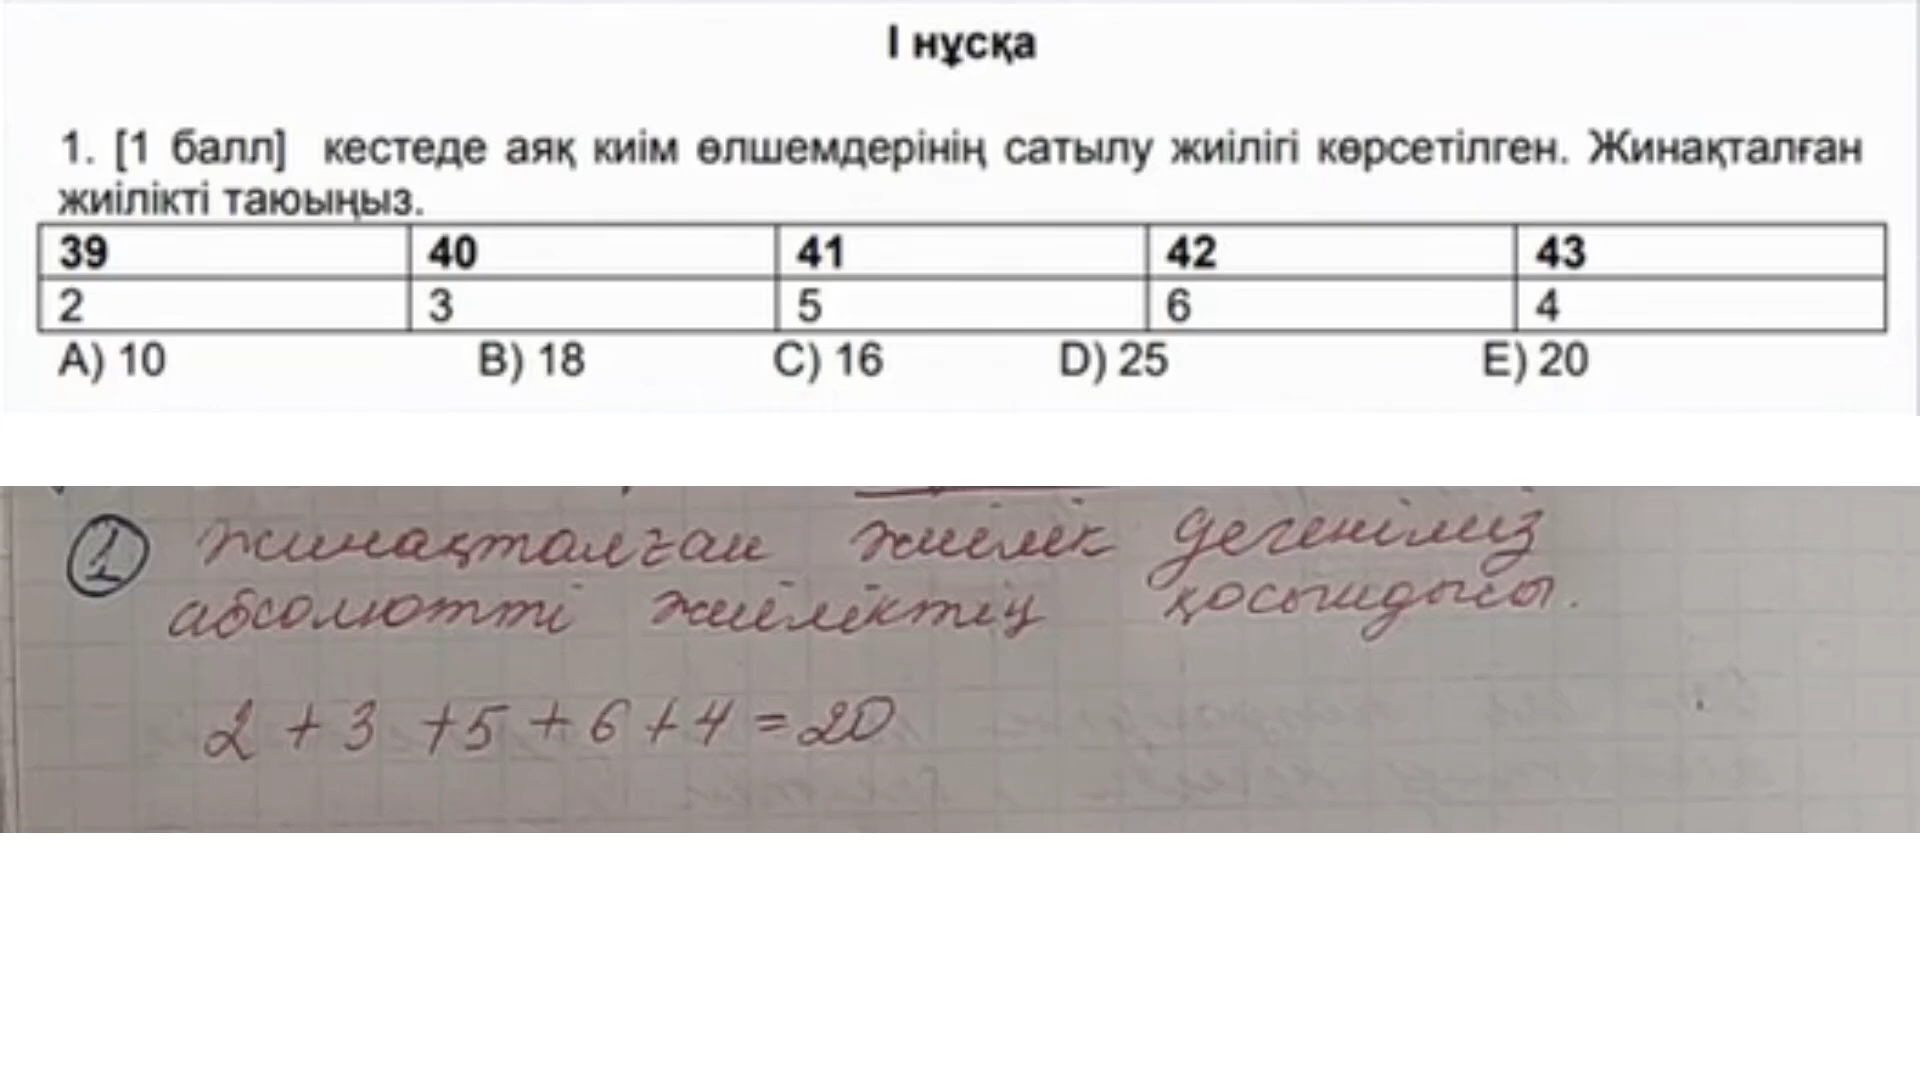 І нұсқа
1. [1 балл] кестеде аяқ киім өлшемдерінің сатылу жиілігі көрсетілген. Жинақталған
жиілікті таюыңыз.
39 40 41 42 43
2 3 5 6 4
A) 10 B) 18 C) 16 D) 25 E) 20
1 Жинақталған жиілік дегеніміз
абсолютті жиіліктің қосындысы.
2 + 3 + 5 + 6 + 4 = 20